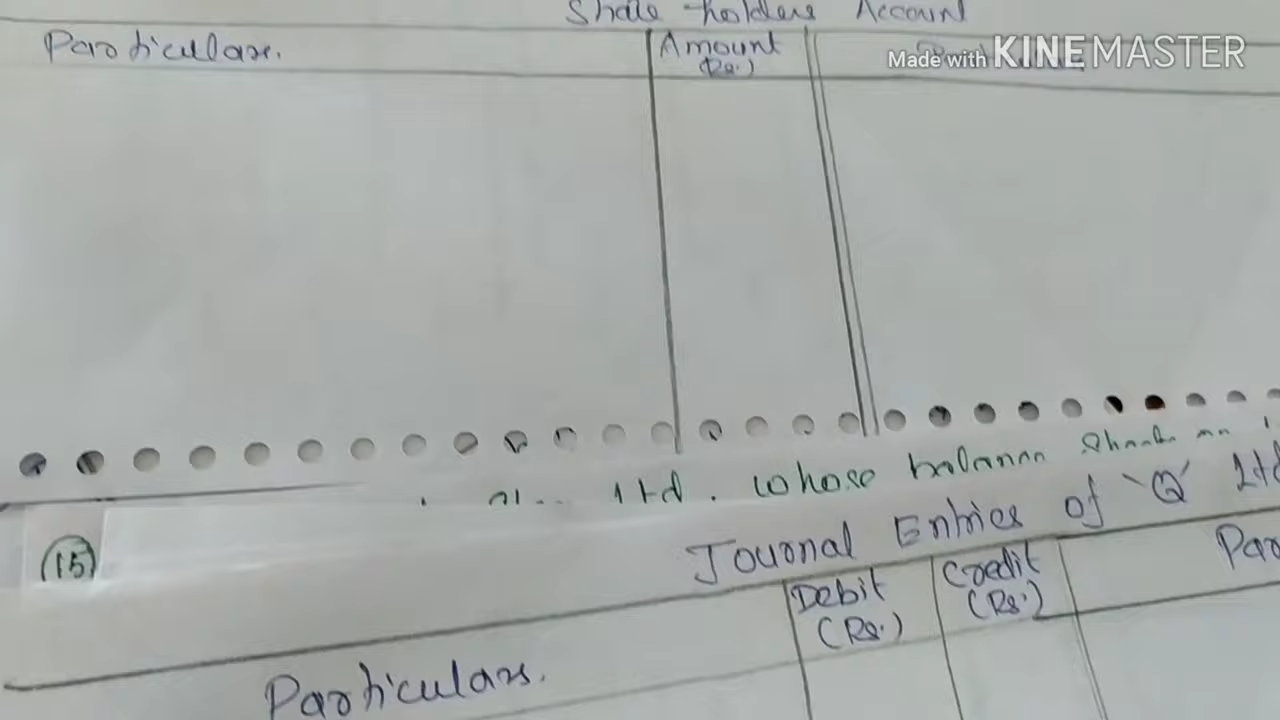 Share holders Account
Particulars.
Amount
(Rs.)
Made with KINEMASTER
Ltd. whose balance
15
Journal Entries of 'Q' Ltd
Debit
(Rs.)
Credit
(Rs.)
Par
Particulars.